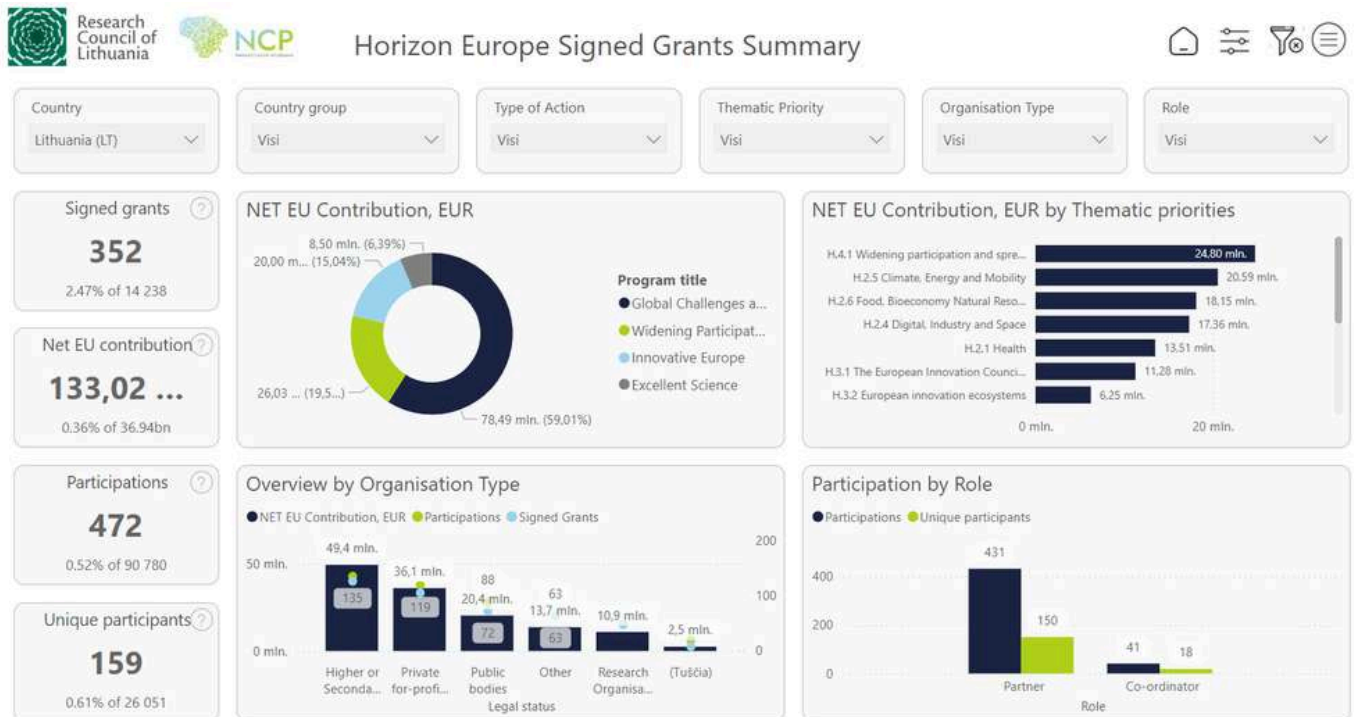 Research
Council of
Lithuania
NCP
Horizon Europe Signed Grants Summary
Country
Lithuania (LT)
Country group
Visi
Type of Action
Visi
Thematic Priority
Visi
Organisation Type
Visi
Role
Visi
Signed grants
?
352
2.47% of 14 238
Net EU contribution
?
133,02 ...
0.36% of 36.94bn
Participations
?
472
0.52% of 90 780
Unique participants
?
159
0.61% of 26 051
NET EU Contribution, EUR
8,50 mln. (6,39%)
20,00 m... (15,04%)
26,03 ... (19,5...)
78,49 mln. (59,01%)
Program title
Global Challenges a...
Widening Participat...
Innovative Europe
Excellent Science
NET EU Contribution, EUR by Thematic priorities
H.4.1 Widening participation and spre...
24,80 mln.
H.2.5 Climate, Energy and Mobility
20,59 mln.
H.2.6 Food, Bioeconomy Natural Reso...
18,15 mln.
H.2.4 Digital, Industry and Space
17,36 mln.
H.2.1 Health
13,51 mln.
H.3.1 The European Innovation Counci...
11,28 mln.
H.3.2 European innovation ecosystems
6,25 mln.
0 mln.
20 mln.
Overview by Organisation Type
NET EU Contribution, EUR
Participations
Signed Grants
50 mln.
0 mln.
49,4 mln.
135
36,1 mln.
119
88
20,4 mln.
72
63
13,7 mln.
63
10,9 mln.
2,5 mln.
200
100
0
Higher or
Seconda...
Private
for-profi...
Public
bodies
Other
Research
Organisa...
(Tuščia)
Legal status
Participation by Role
Participations
Unique participants
400
200
0
431
150
41
18
Partner
Co-ordinator
Role